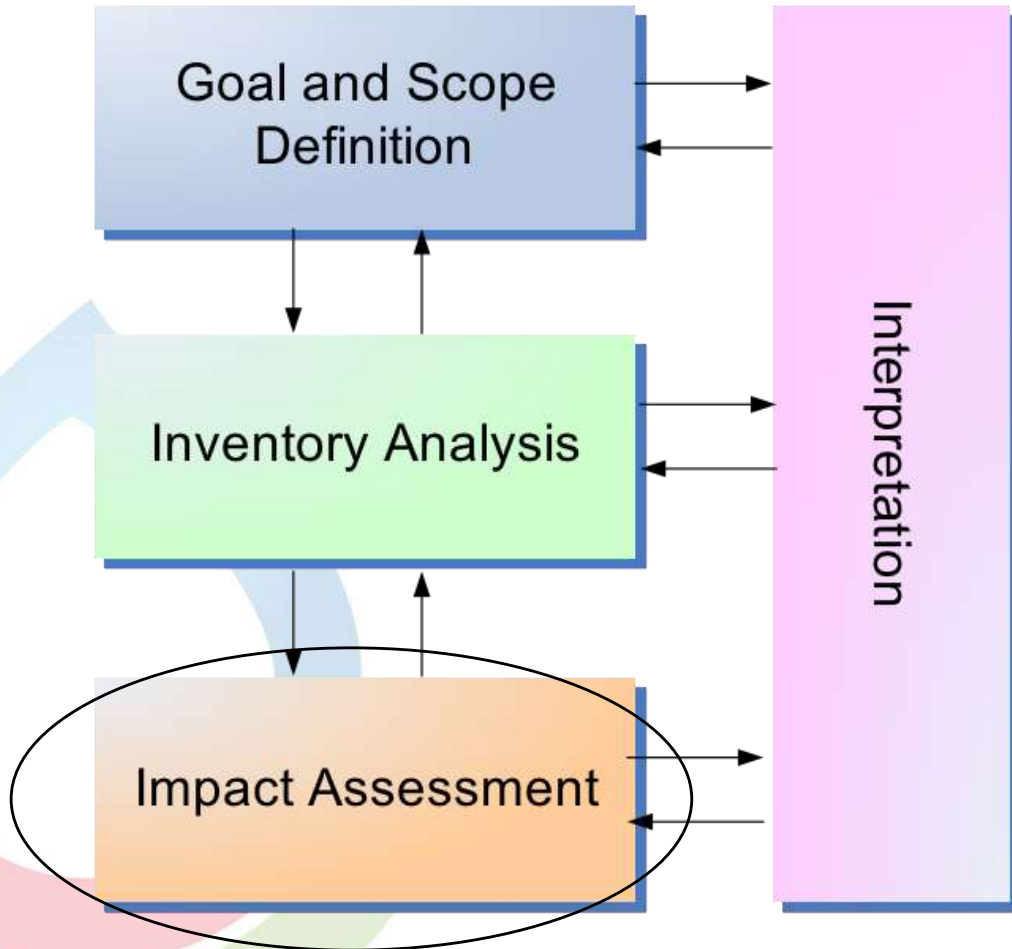 Goal and Scope
Definition
Inventory Analysis
Impact Assessment
Interpretation